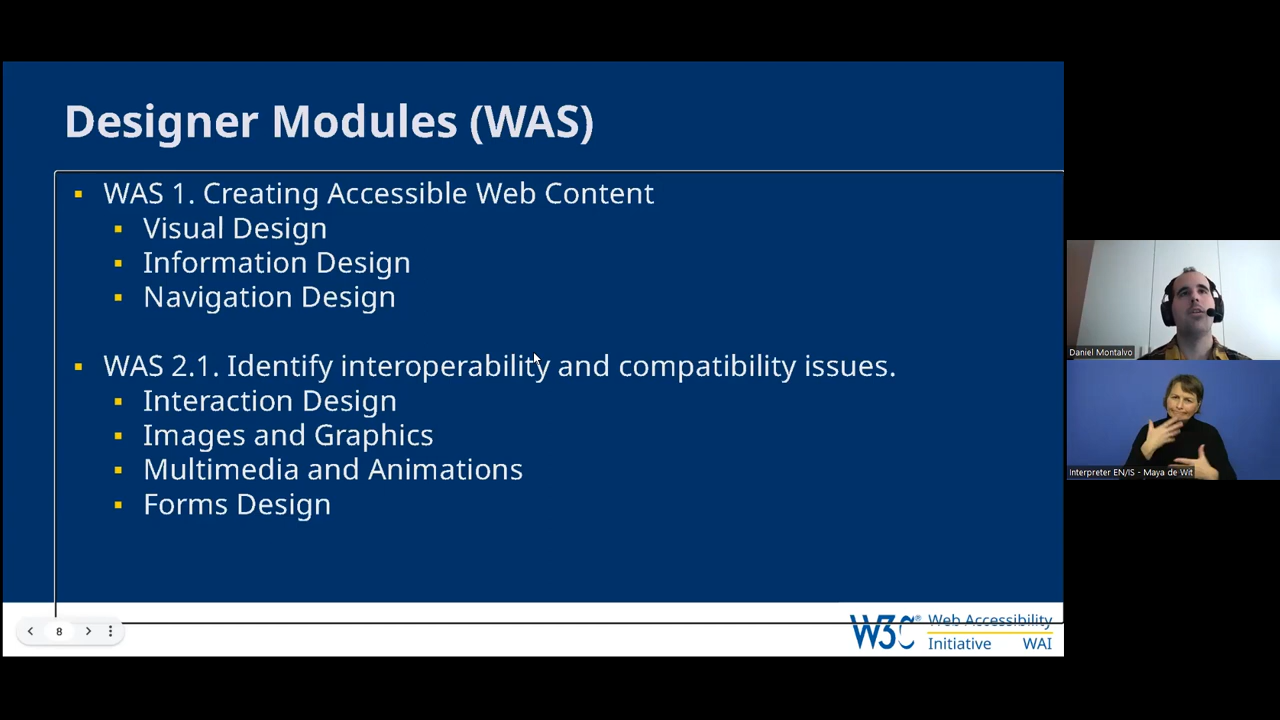 Designer Modules (WAS)
WAS 1. Creating Accessible Web Content
Visual Design
Information Design
Navigation Design
WAS 2.1. Identify interoperability and compatibility issues.
Interaction Design
Images and Graphics
Multimedia and Animations
Forms Design
8
W3C® Web Accessibility
Initiative WAI
Daniel Montalvo
Interpreter EN/IS - Maya de Wit